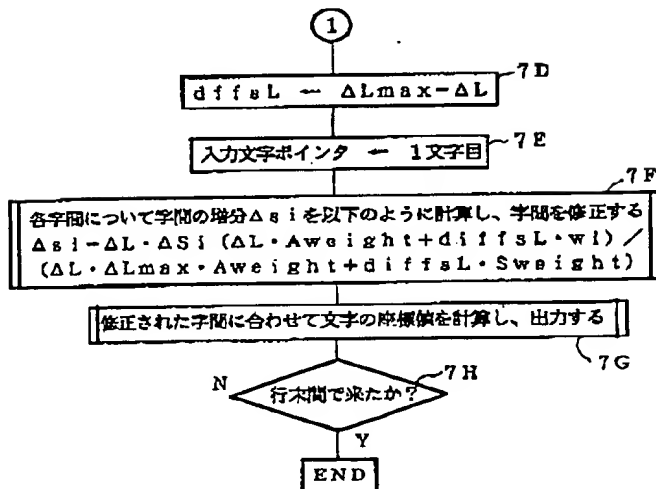 1
7D
dffsL ← ΔLmax-ΔL
7E
入力文字ポインタ ← 1文字目
7F
各字間について字間の増分Δsiを以下のように計算し、字間を修正する
Δsi-ΔL・ΔSi(ΔL・Aweight+diffsL・wi)/
(ΔL・ΔLmax・Aweight+diffsL・Sweight)
修正された字間に合わせて文字の座標値を計算し、出力する
7G
7H
N
行末間で来たか?
Y
END